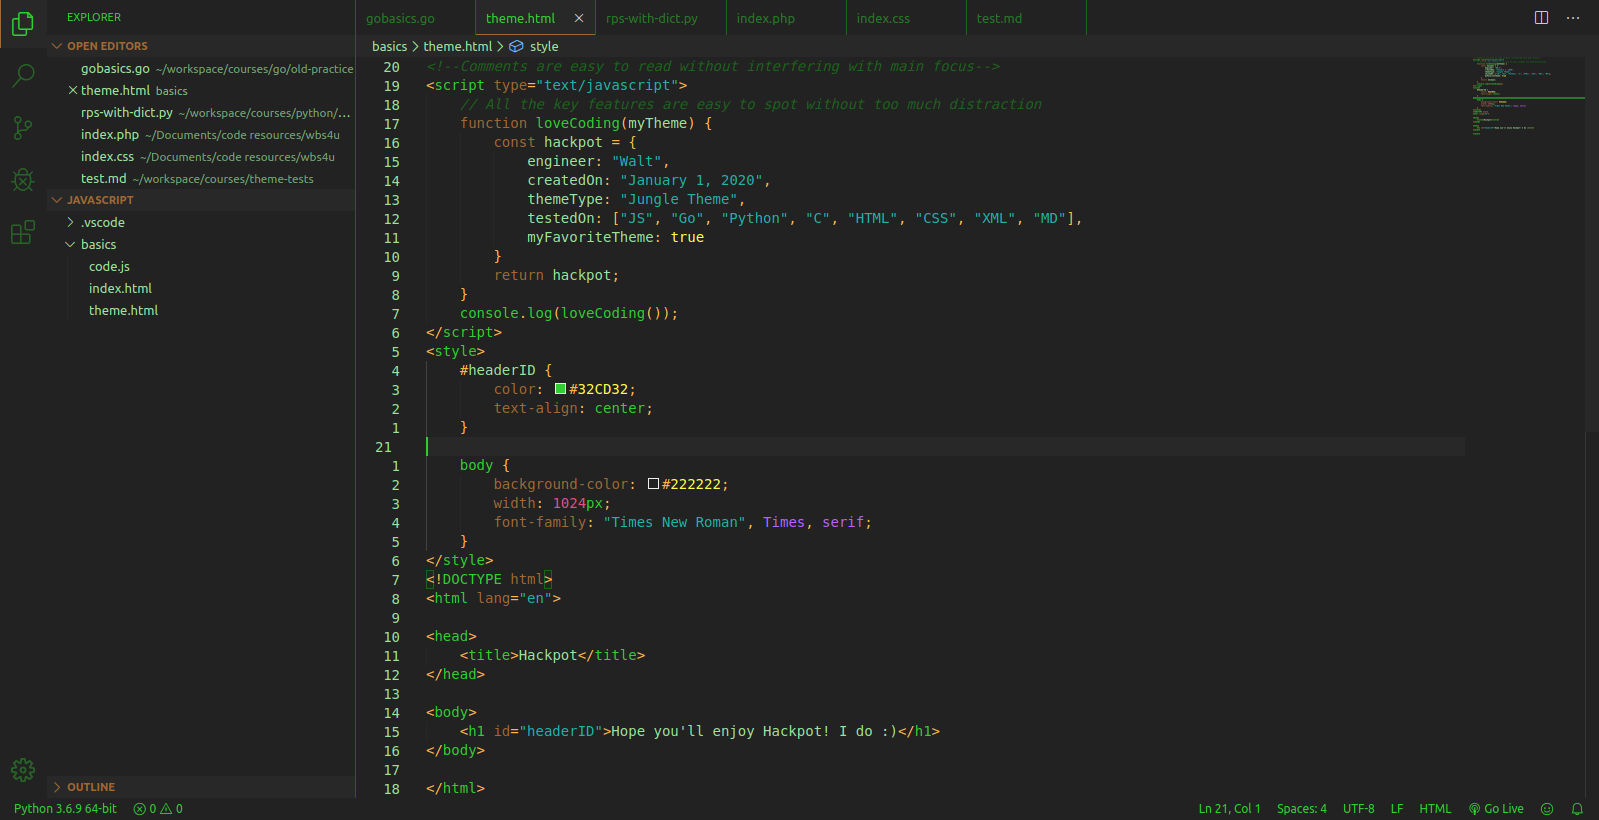 EXPLORER
OPEN EDITORS
gobasics.go ~/workspace/courses/go/old-practice
theme.html basics
rps-with-dict.py ~/workspace/courses/python/...
index.php ~/Documents/code resources/wbs4u
index.css ~/Documents/code resources/wbs4u
test.md ~/workspace/courses/theme-tests
JAVASCRIPT
.vscode
basics
code.js
index.html
theme.html
OUTLINE
gobasics.go theme.html rps-with-dict.py index.php index.css test.md
basics > theme.html > style
20 <!--Comments are easy to read without interfering with main focus-->
19 <script type="text/javascript">
18 // All the key features are easy to spot without too much distraction
17 function loveCoding(myTheme) {
16 const hackpot = {
15 engineer: "Walt",
14 createdOn: "January 1, 2020",
13 themeType: "Jungle Theme",
12 testedOn: ["JS", "Go", "Python", "C", "HTML", "CSS", "XML", "MD"],
11 myFavoriteTheme: true
10 }
9 return hackpot;
8 }
7 console.log(loveCoding());
6 </script>
5 <style>
4 #headerID {
3 color: #32CD32;
2 text-align: center;
1 }
21
1 body {
2 background-color: #222222;
3 width: 1024px;
4 font-family: "Times New Roman", Times, serif;
5 }
6 </style>
7 <!DOCTYPE html>
8 <html lang="en">
9
10 <head>
11 <title>Hackpot</title>
12 </head>
13
14 <body>
15 <h1 id="headerID">Hope you'll enjoy Hackpot! I do :)</h1>
16 </body>
17
18 </html>
Python 3.6.9 64-bit 0 0 Ln 21, Col 1 Spaces: 4 UTF-8 LF HTML Go Live